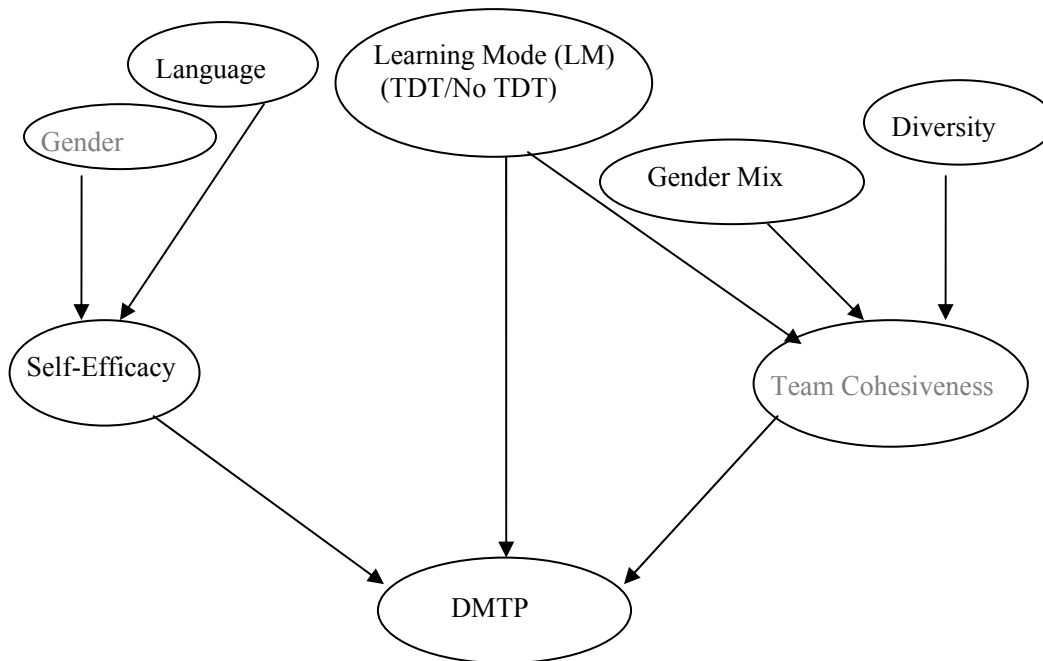 Learning Mode (LM)
(TDT/No TDT)
Language
Gender
Diversity
Gender Mix
Self-Efficacy
Team Cohesiveness
DMTP